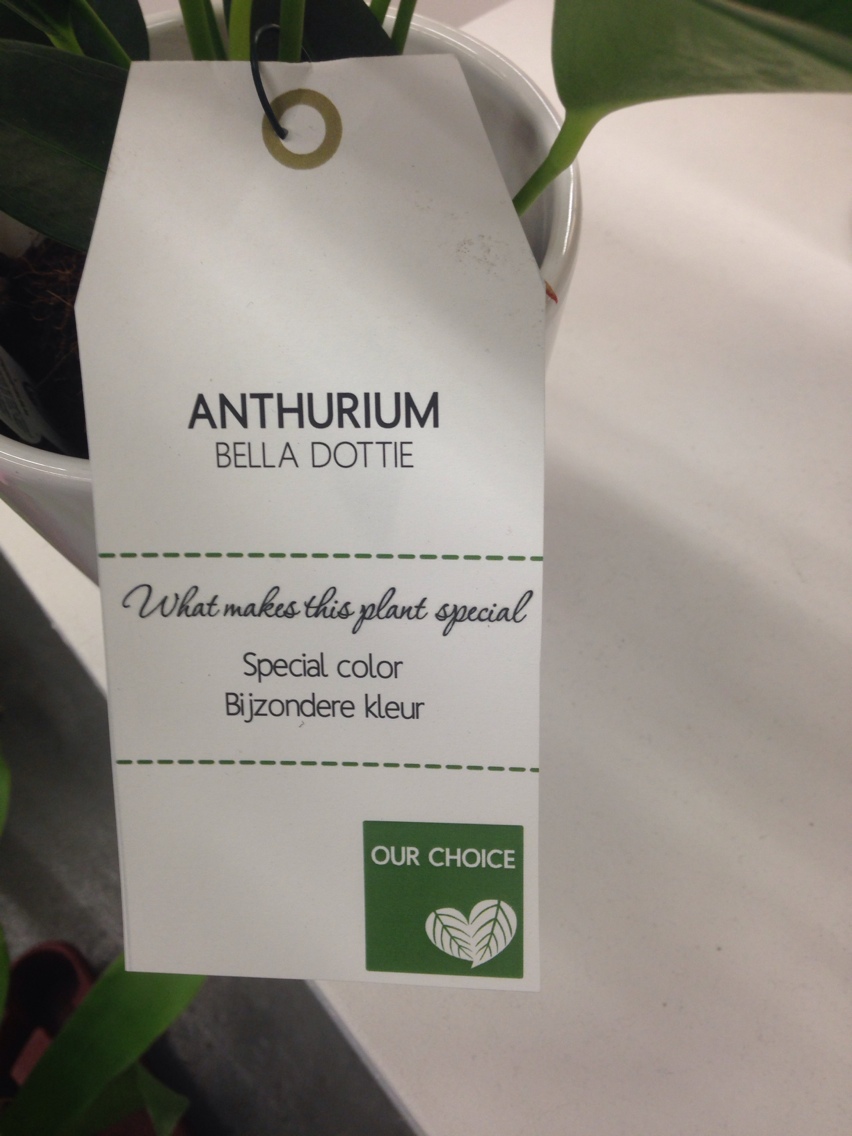 ANTHURIUM
BELLA DOTTIE
What makes this plant special
Special color
Bijzondere kleur
OUR CHOICE